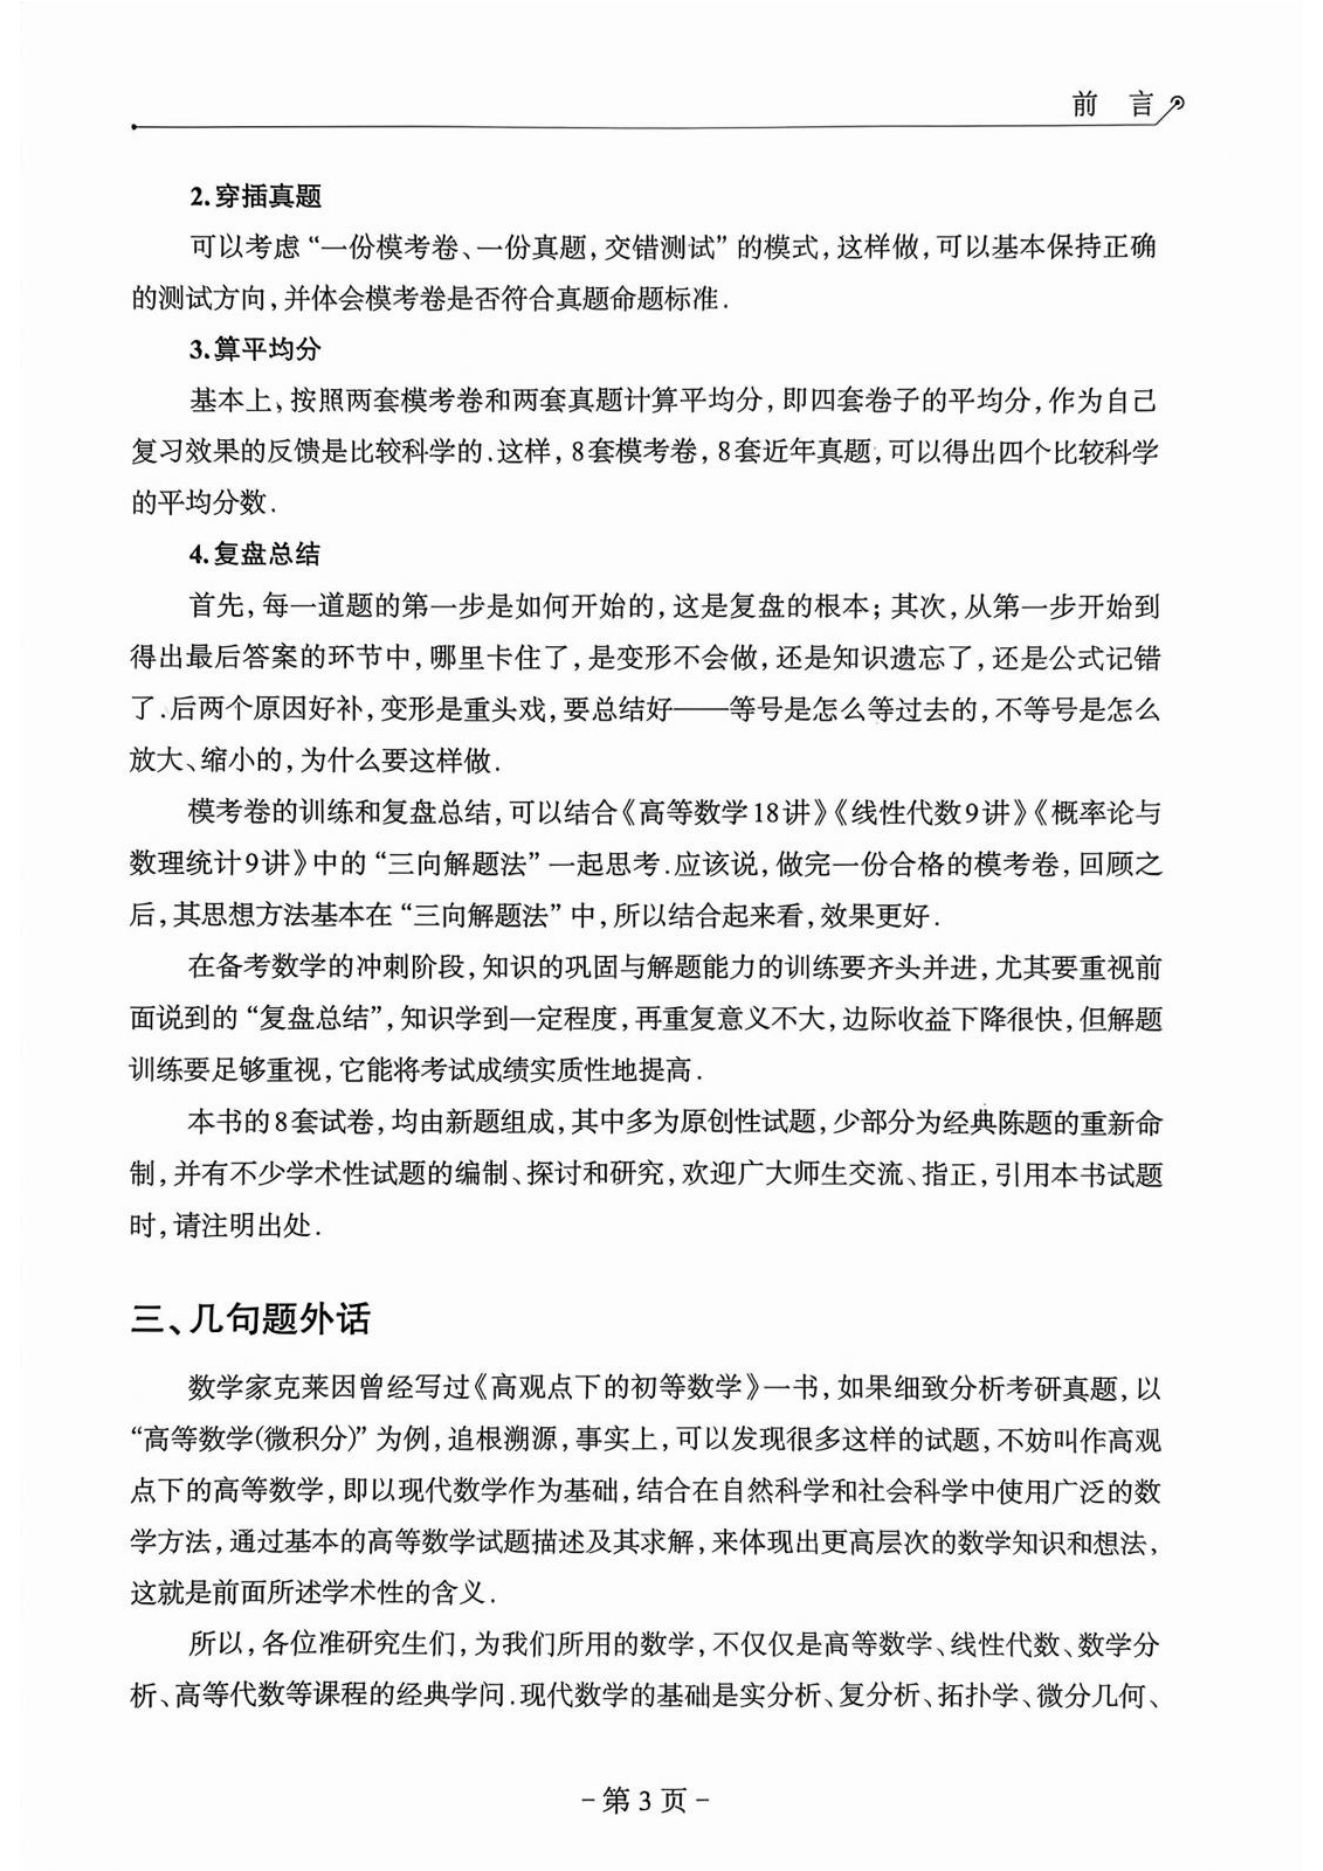 前 言
2.穿插真题
可以考虑“一份模考卷、一份真题,交错测试”的模式,这样做,可以基本保持正确
的测试方向,并体会模考卷是否符合真题命题标准.
3.算平均分
基本上,按照两套模考卷和两套真题计算平均分,即四套卷子的平均分,作为自己
复习效果的反馈是比较科学的.这样,8套模考卷,8套近年真题,可以得出四个比较科学
的平均分数.
4.复盘总结
首先,每一道题的第一步是如何开始的,这是复盘的根本;其次,从第一步开始到
得出最后答案的环节中,哪里卡住了,是变形不会做,还是知识遗忘了,还是公式记错
了.后两个原因好补,变形是重头戏,要总结好——等号是怎么等过去的,不等号是怎么
放大、缩小的,为什么要这样做.
模考卷的训练和复盘总结,可以结合《高等数学18讲》《线性代数9讲》《概率论与
数理统计9讲》中的“三向解题法”一起思考.应该说,做完一份合格的模考卷,回顾之
后,其思想方法基本在“三向解题法”中,所以结合起来看,效果更好.
在备考数学的冲刺阶段,知识的巩固与解题能力的训练要齐头并进,尤其要重视前
面说到的“复盘总结”,知识学到一定程度,再重复意义不大,边际收益下降很快,但解题
训练要足够重视,它能将考试成绩实质性地提高.
本书的8套试卷,均由新题组成,其中多为原创性试题,少部分为经典陈题的重新命
制,并有不少学术性试题的编制、探讨和研究,欢迎广大师生交流、指正,引用本书试题
时,请注明出处.
三、几句题外话
数学家克莱因曾经写过《高观点下的初等数学》一书,如果细致分析考研真题,以
“高等数学(微积分)”为例,追根溯源,事实上,可以发现很多这样的试题,不妨叫作高观
点下的高等数学,即以现代数学作为基础,结合在自然科学和社会科学中使用广泛的数
学方法,通过基本的高等数学试题描述及其求解,来体现出更高层次的数学知识和想法,
这就是前面所述学术性的含义.
所以,各位准研究生们,为我们所用的数学,不仅仅是高等数学、线性代数、数学分
析、高等代数等课程的经典学问.现代数学的基础是实分析、复分析、拓扑学、微分几何、
-第3页-